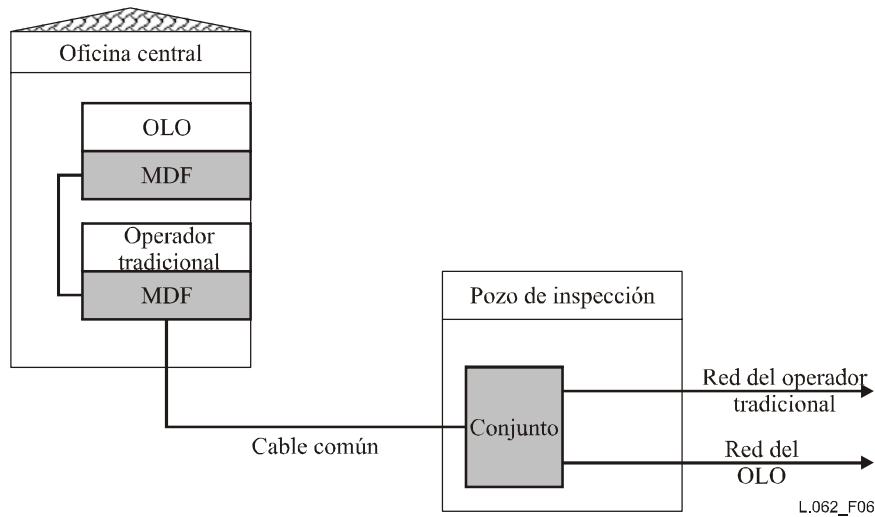 Oficina central
OLO
MDF
Operador
tradicional
MDF
Pozo de inspección
Conjunto
Cable común
Red del operador
tradicional
Red del
OLO
L.062_F06